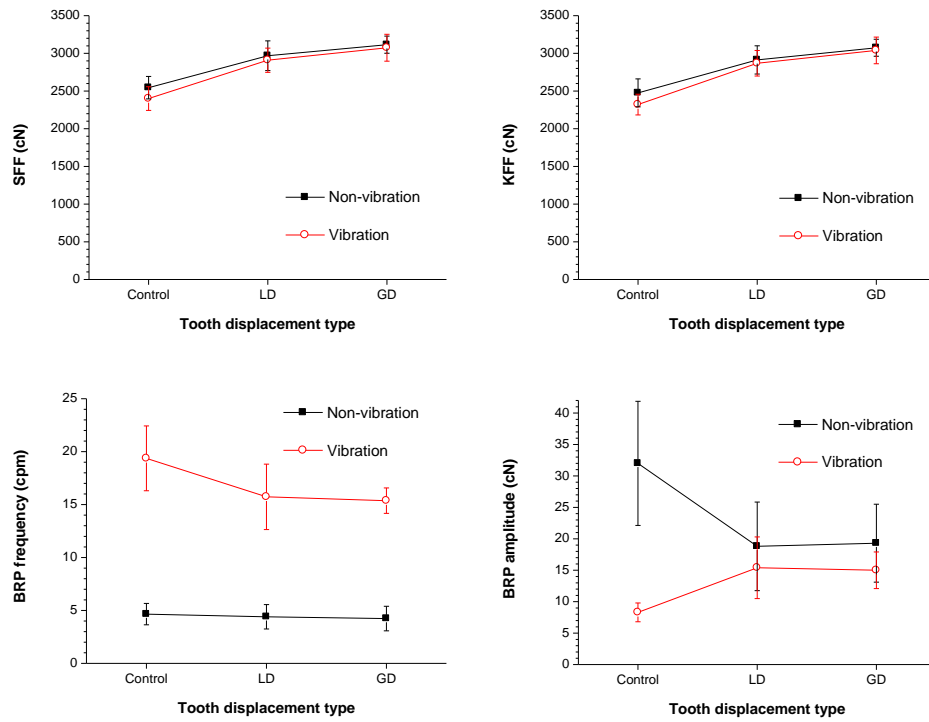 3500
3000
2500
2000
1500
1000
500
0
SFF (cN)
Non-vibration
Vibration
Control LD GD
Tooth displacement type
3500
3000
2500
2000
1500
1000
500
0
KFF (cN)
Non-vibration
Vibration
Control LD GD
Tooth displacement type
25
20
15
10
5
0
BRP frequency (cpm)
Non-vibration
Vibration
Control LD GD
Tooth displacement type
40
35
30
25
20
15
10
5
0
BRP amplitude (cN)
Non-vibration
Vibration
Control LD GD
Tooth displacement type